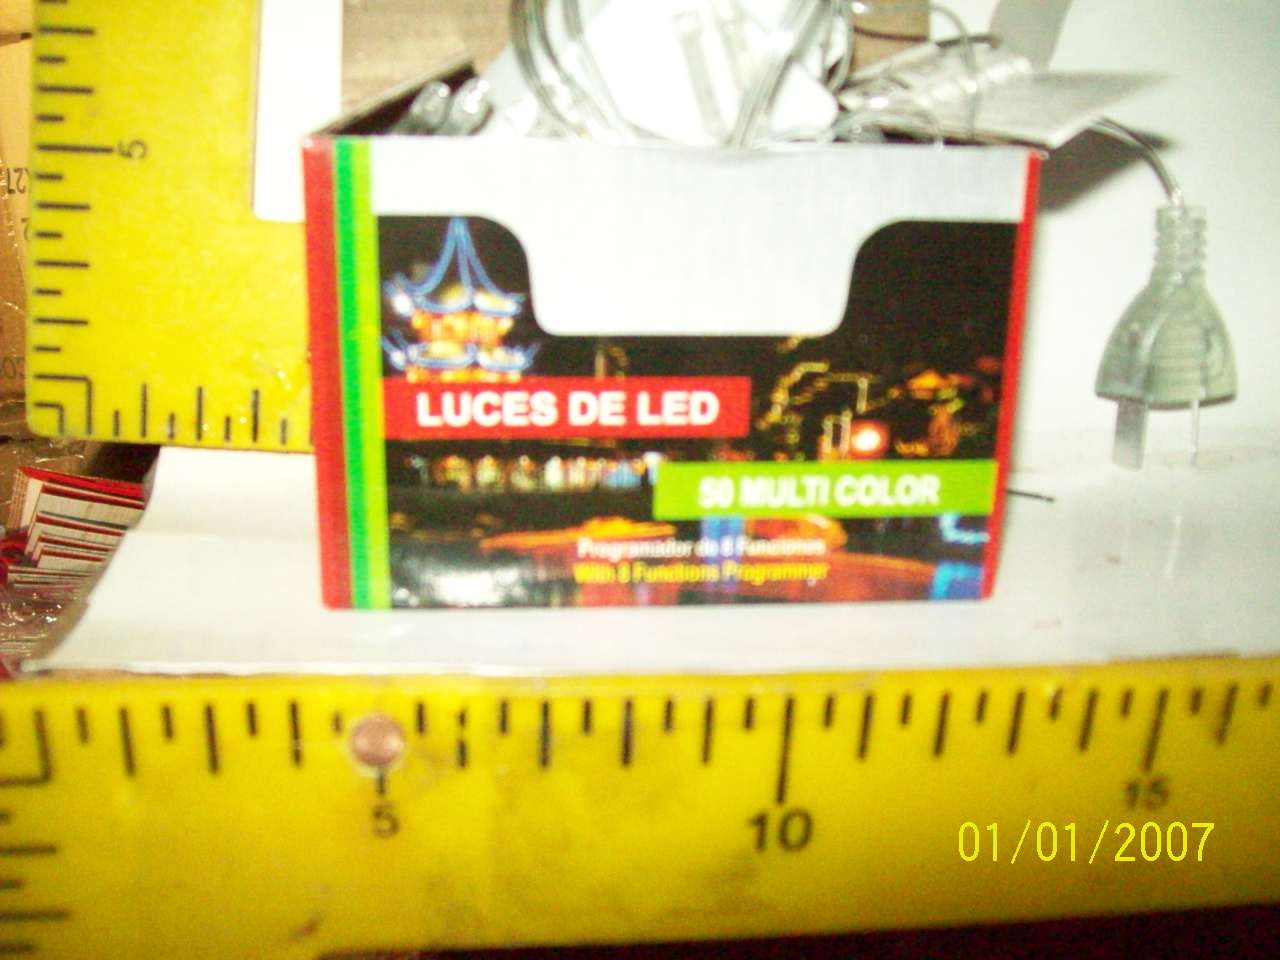 5
LUCES DE LED
50 MULTI COLOR
Programador de 8 Funciones
With 8 Functions Programmer
5
10
15
01/01/2007